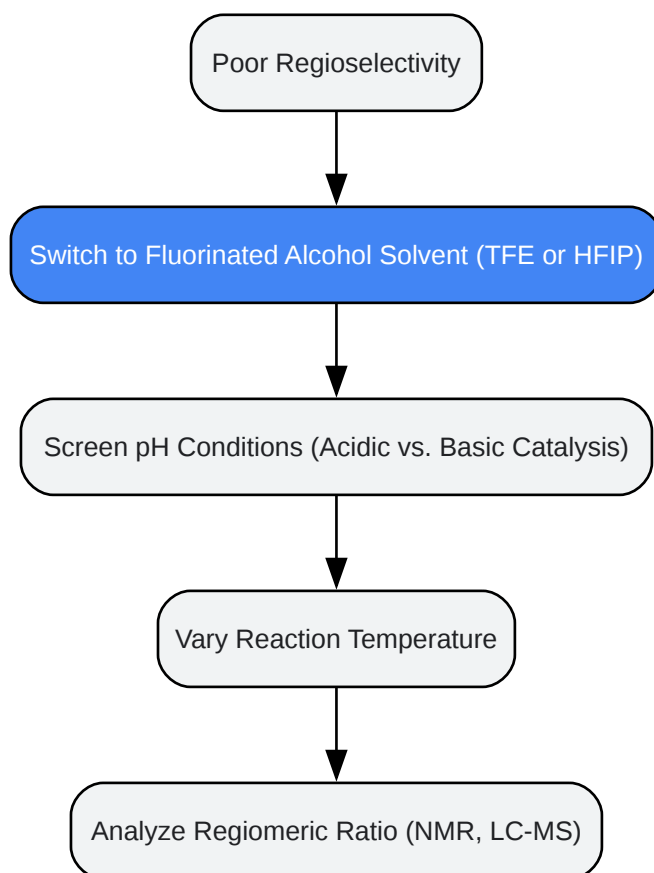 Poor Regioselectivity
Switch to Fluorinated Alcohol Solvent (TFE or HFIP)
Screen pH Conditions (Acidic vs. Basic Catalysis)
Vary Reaction Temperature
Analyze Regiomeric Ratio (NMR, LC-MS)